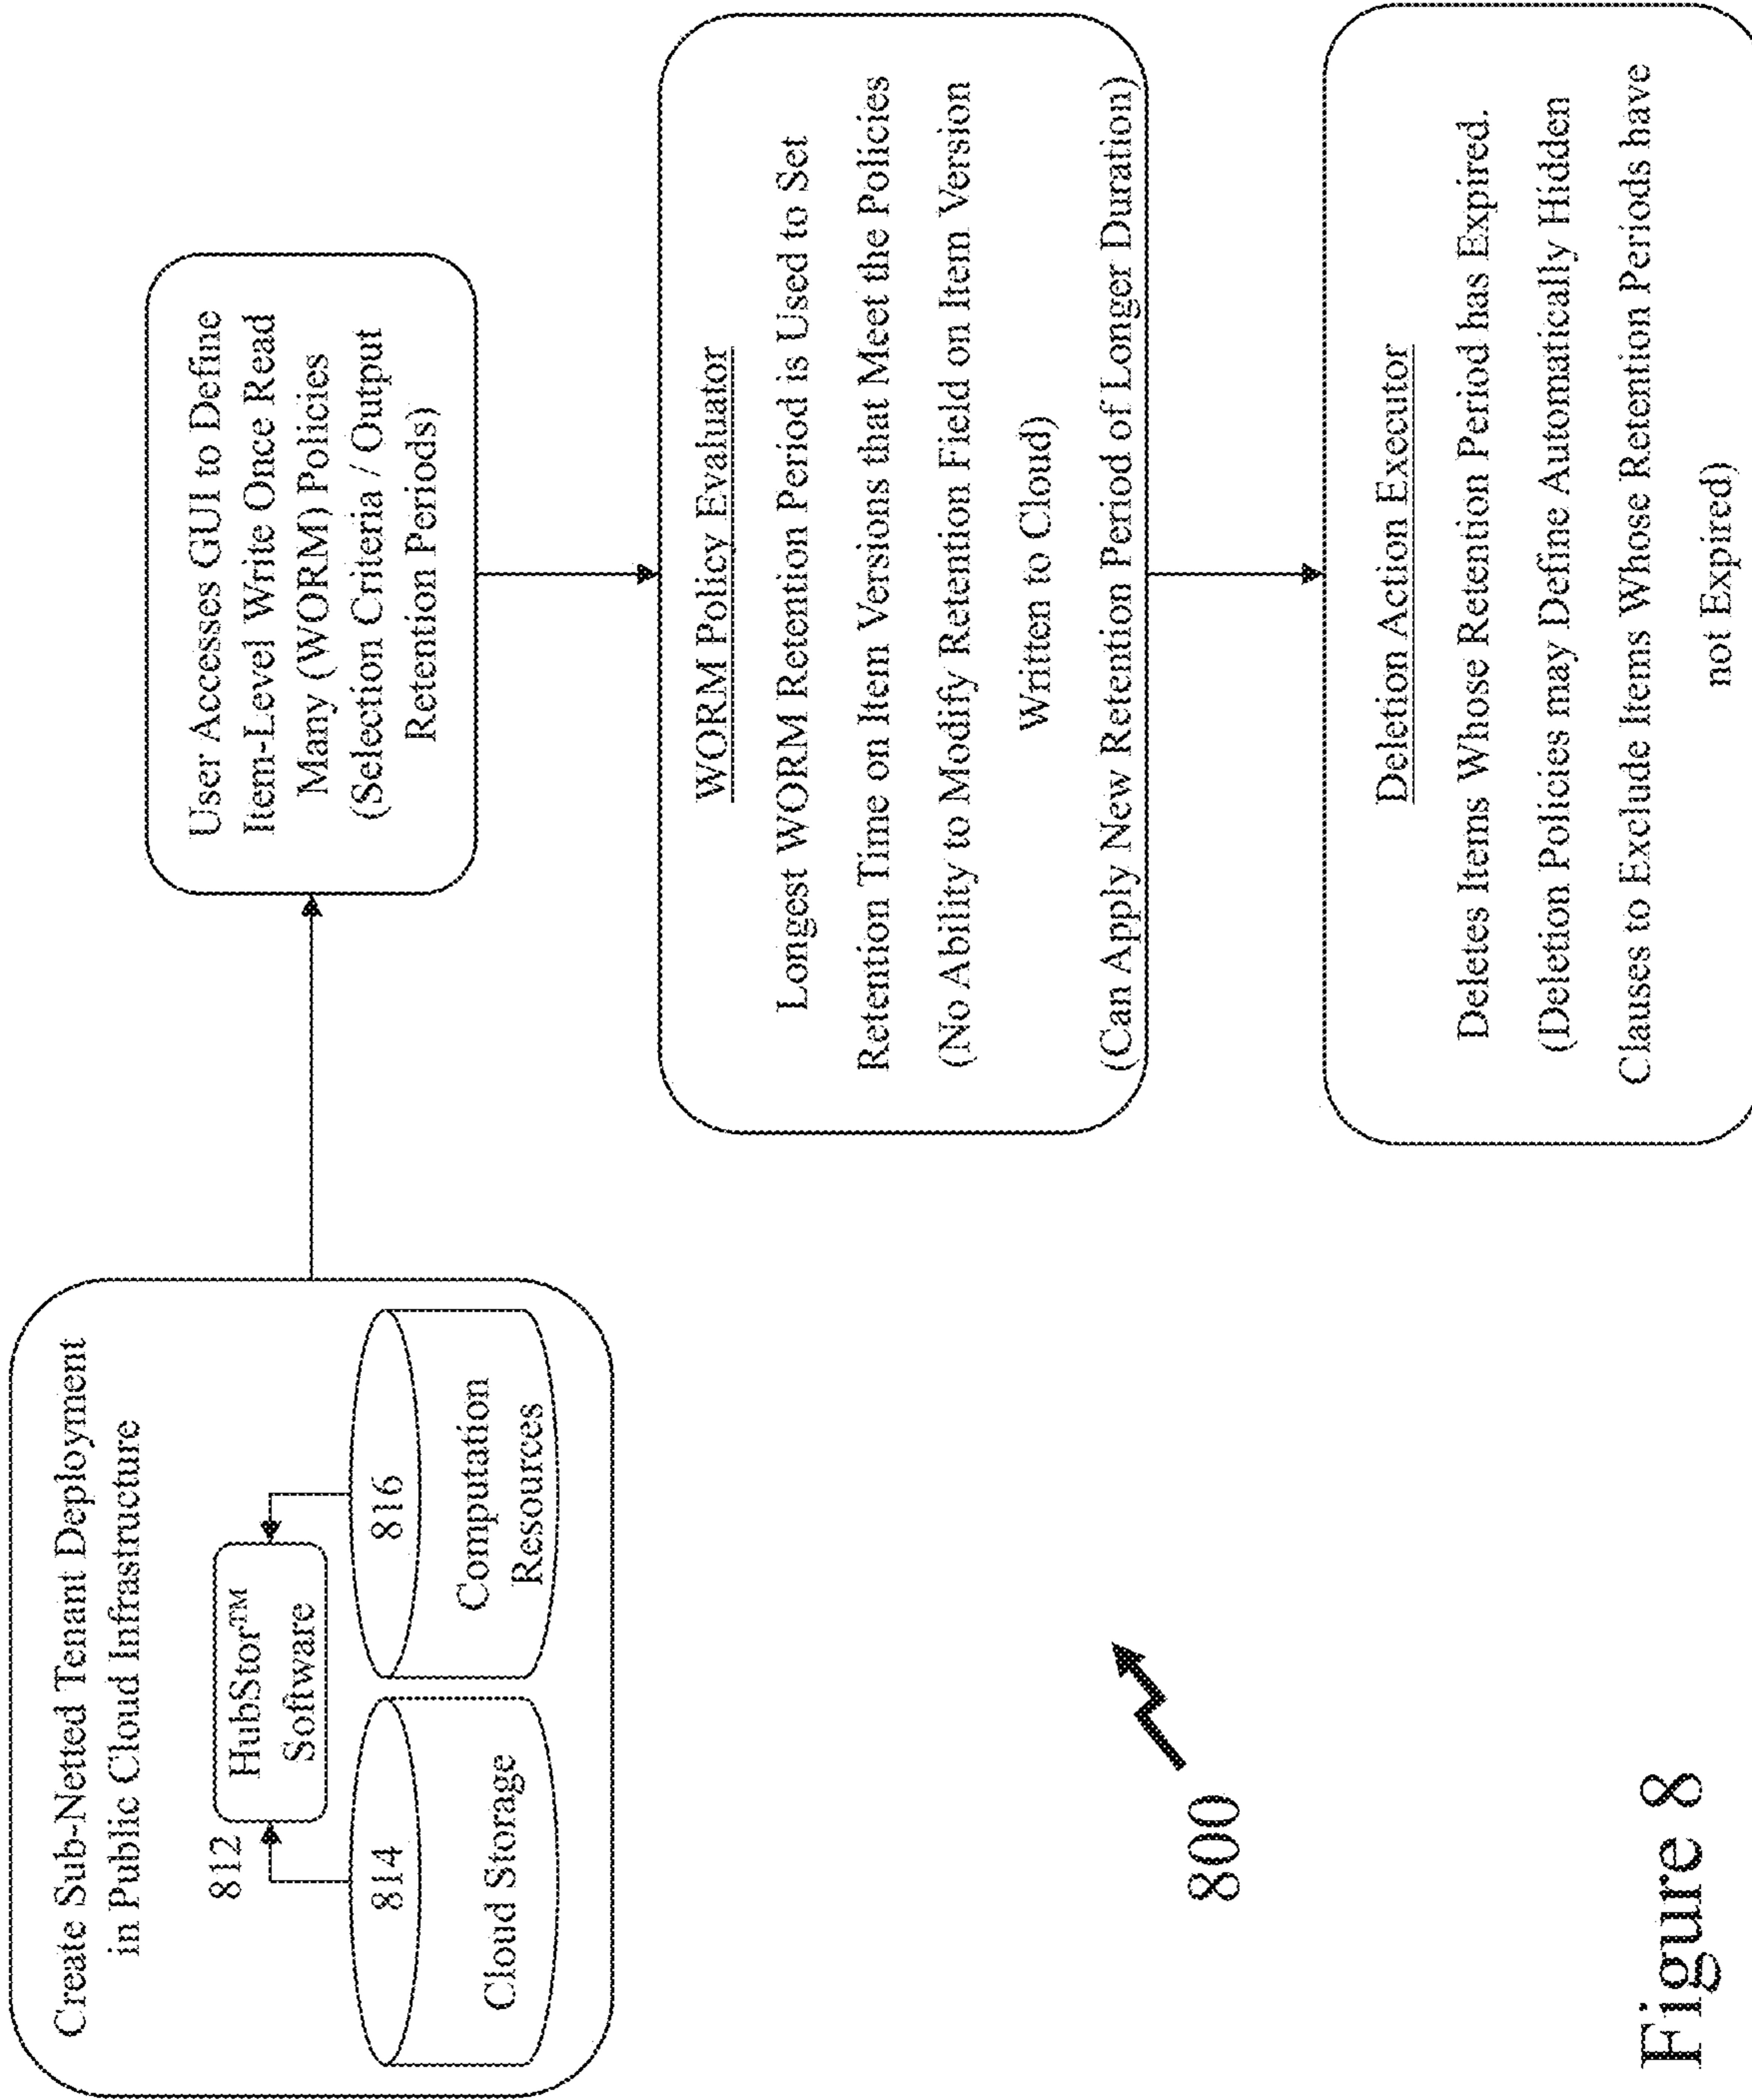 Create Sub-Netted Tenant Deployment
in Public Cloud Infrastructure
812
HubStor™
Software
814
Cloud Storage
816
Computation
Resources
User Accesses GUI to Define
Item-Level Write Once Read
Many (WORM) Policies
(Selection Criteria / Output
Retention Periods)
WORM Policy Evaluator
Longest WORM Retention Period is Used to Set
Retention Time on Item Versions that Meet the Policies
(No Ability to Modify Retention Field on Item Version
Written to Cloud)
(Can Apply New Retention Period of Longer Duration)
Deletion Action Executor
Deletes Items Whose Retention Period has Expired.
(Deletion Policies may Define Automatically Hidden
Clauses to Exclude Items Whose Retention Periods have
not Expired)
800
Figure 8